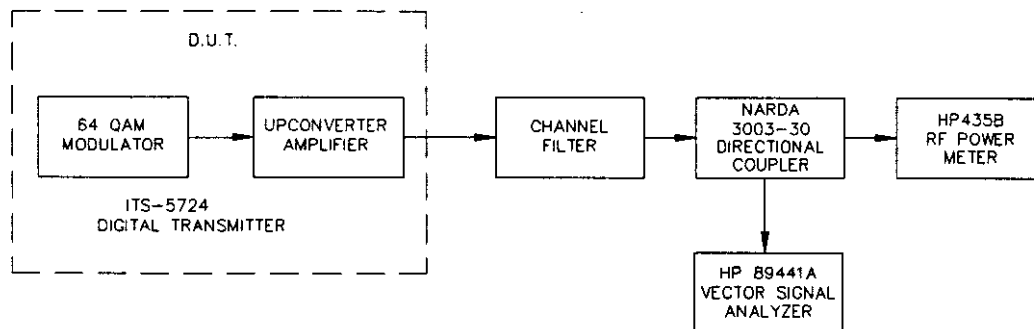 D.U.T.
64 QAM
MODULATOR
UPCONVERTER
AMPLIFIER
ITS-5724
DIGITAL TRANSMITTER
CHANNEL
FILTER
NARDA
3003-30
DIRECTIONAL
COUPLER
HP435B
RF POWER
METER
HP 89441A
VECTOR SIGNAL
ANALYZER